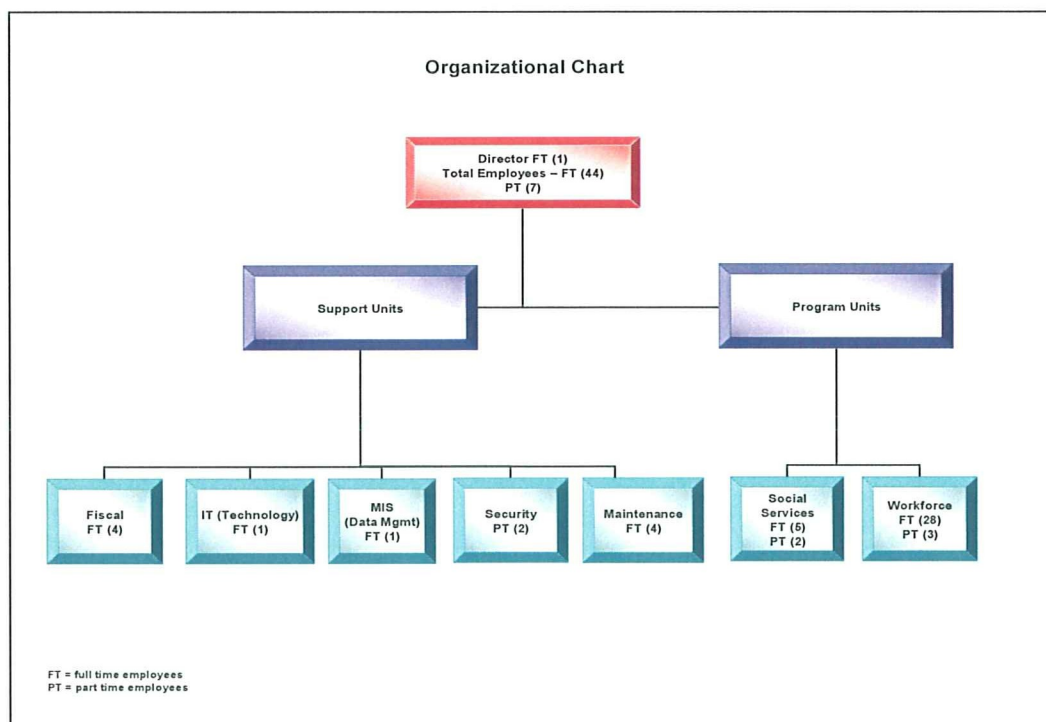 Organizational Chart
Director FT (1)
Total Employees – FT (44)
PT (7)
Support Units
Program Units
Fiscal
FT (4)
IT (Technology)
FT (1)
MIS
(Data Mgmt)
FT (1)
Security
PT (2)
Maintenance
FT (4)
Social
Services
FT (5)
PT (2)
Workforce
FT (28)
PT (3)
FT = full time employees
PT = part time employees